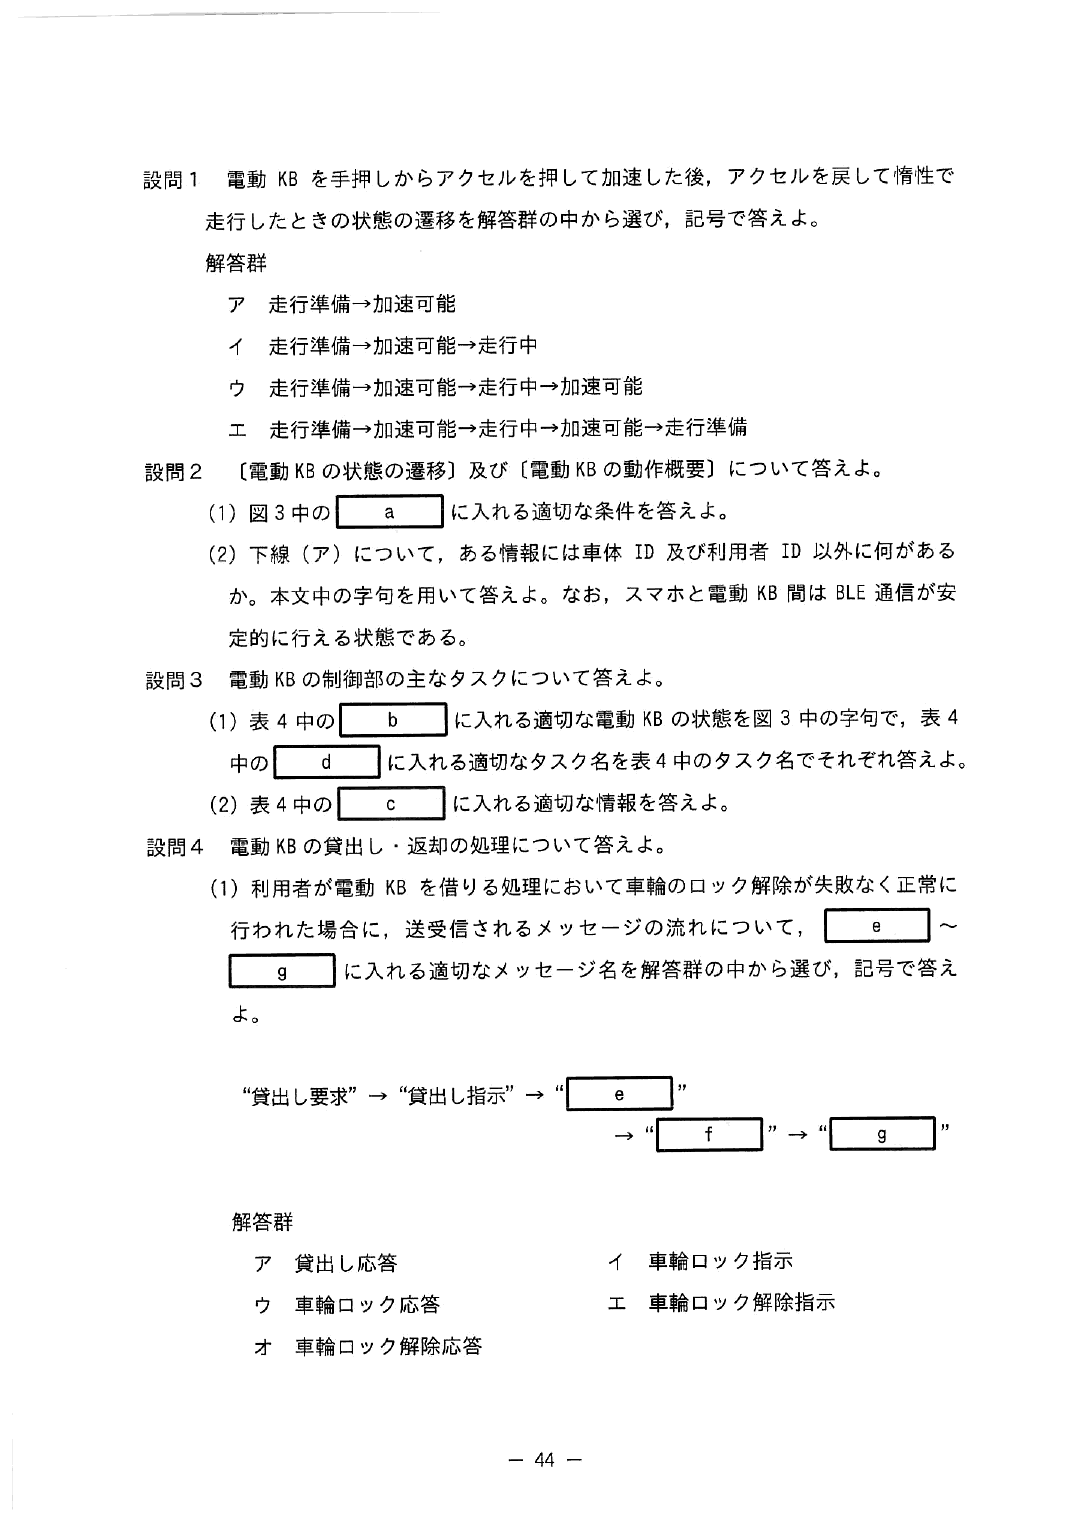 設問1 電動 KB を手押しからアクセルを押して加速した後，アクセルを戻して惰性で
走行したときの状態の遷移を解答群の中から選び，記号で答えよ。
解答群
ア 走行準備→加速可能
イ 走行準備→加速可能→走行中
ウ 走行準備→加速可能→走行中→加速可能
エ 走行準備→加速可能→走行中→加速可能→走行準備
設問2 〔電動 KB の状態の遷移〕及び〔電動 KB の動作概要〕について答えよ。
(1) 図3中の a に入れる適切な条件を答えよ。
(2) 下線（ア）について，ある情報には車体 ID 及び利用者 ID 以外に何がある
か。本文中の字句を用いて答えよ。なお，スマホと電動 KB 間は BLE 通信が安
定的に行える状態である。
設問3 電動 KB の制御部の主なタスクについて答えよ。
(1) 表4中の b に入れる適切な電動 KB の状態を図3中の字句で，表4
中の d に入れる適切なタスク名を表4中のタスク名でそれぞれ答えよ。
(2) 表4中の c に入れる適切な情報を答えよ。
設問4 電動 KB の貸出し・返却の処理について答えよ。
(1) 利用者が電動 KB を借りる処理において車輪のロック解除が失敗なく正常に
行われた場合に，送受信されるメッセージの流れについて， e ～
g に入れる適切なメッセージ名を解答群の中から選び，記号で答え
よ。
“貸出し要求” → “貸出し指示” → “ e ”
→ “ f ” → “ g ”
解答群
ア 貸出し応答 イ 車輪ロック指示
ウ 車輪ロック応答 エ 車輪ロック解除指示
オ 車輪ロック解除応答
－ 44 －